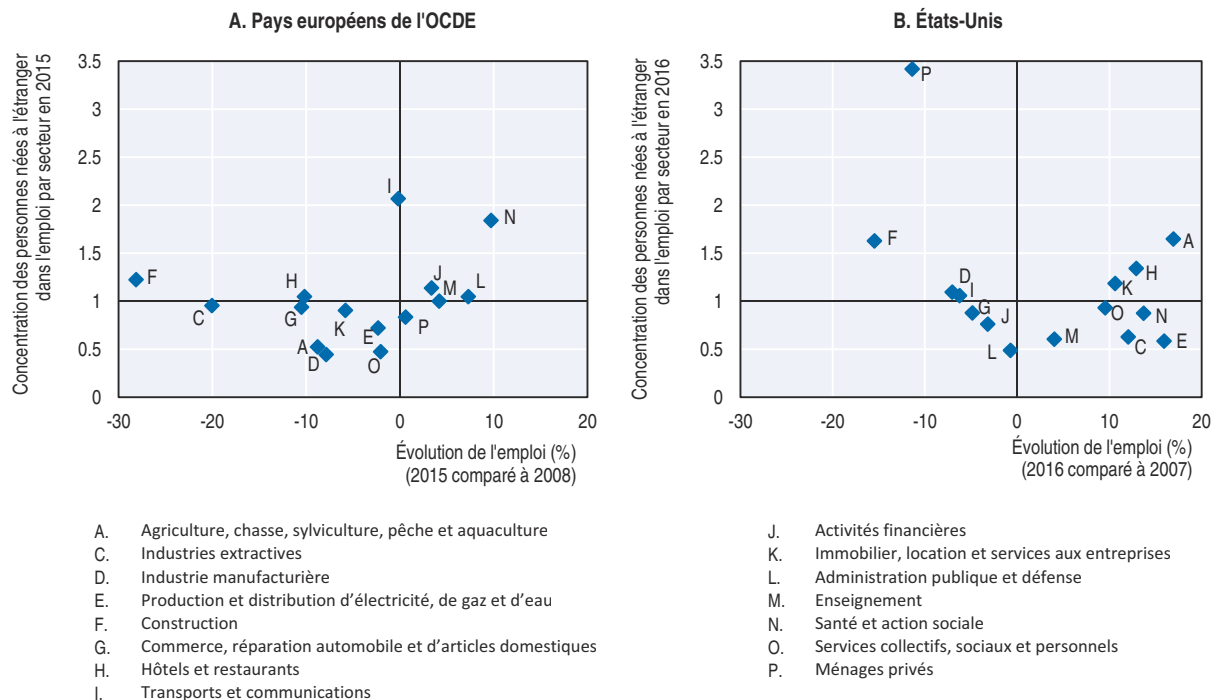 A. Pays européens de l'OCDE
Concentration des personnes nées à l'étranger
dans l'emploi par secteur en 2015
3.5
3
2.5
2
1.5
1
0.5
0
-30
-20
-10
0
10
20
I
N
F
H
J
M
L
C
G
K
E
P
A
D
O
Évolution de l'emploi (%)
(2015 comparé à 2008)
B. États-Unis
Concentration des personnes nées à l'étranger
dans l'emploi par secteur en 2016
3.5
3
2.5
2
1.5
1
0.5
0
-30
-20
-10
0
10
20
P
F
A
D
H
I
K
G
J
O
N
L
M
C
E
Évolution de l'emploi (%)
(2016 comparé à 2007)
A. Agriculture, chasse, sylviculture, pêche et aquaculture
C. Industries extractives
D. Industrie manufacturière
E. Production et distribution d’électricité, de gaz et d’eau
F. Construction
G. Commerce, réparation automobile et d’articles domestiques
H. Hôtels et restaurants
I. Transports et communications
J. Activités financières
K. Immobilier, location et services aux entreprises
L. Administration publique et défense
M. Enseignement
N. Santé et action sociale
O. Services collectifs, sociaux et personnels
P. Ménages privés